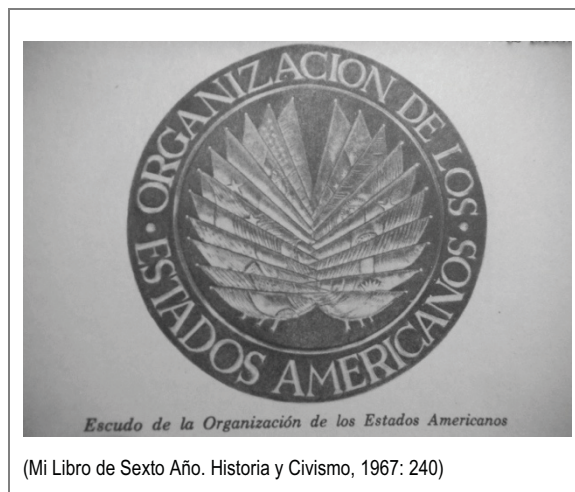 ORGANIZACION DE LOS
ESTADOS AMERICANOS
Escudo de la Organización de los Estados Americanos
(Mi Libro de Sexto Año. Historia y Civismo, 1967: 240)